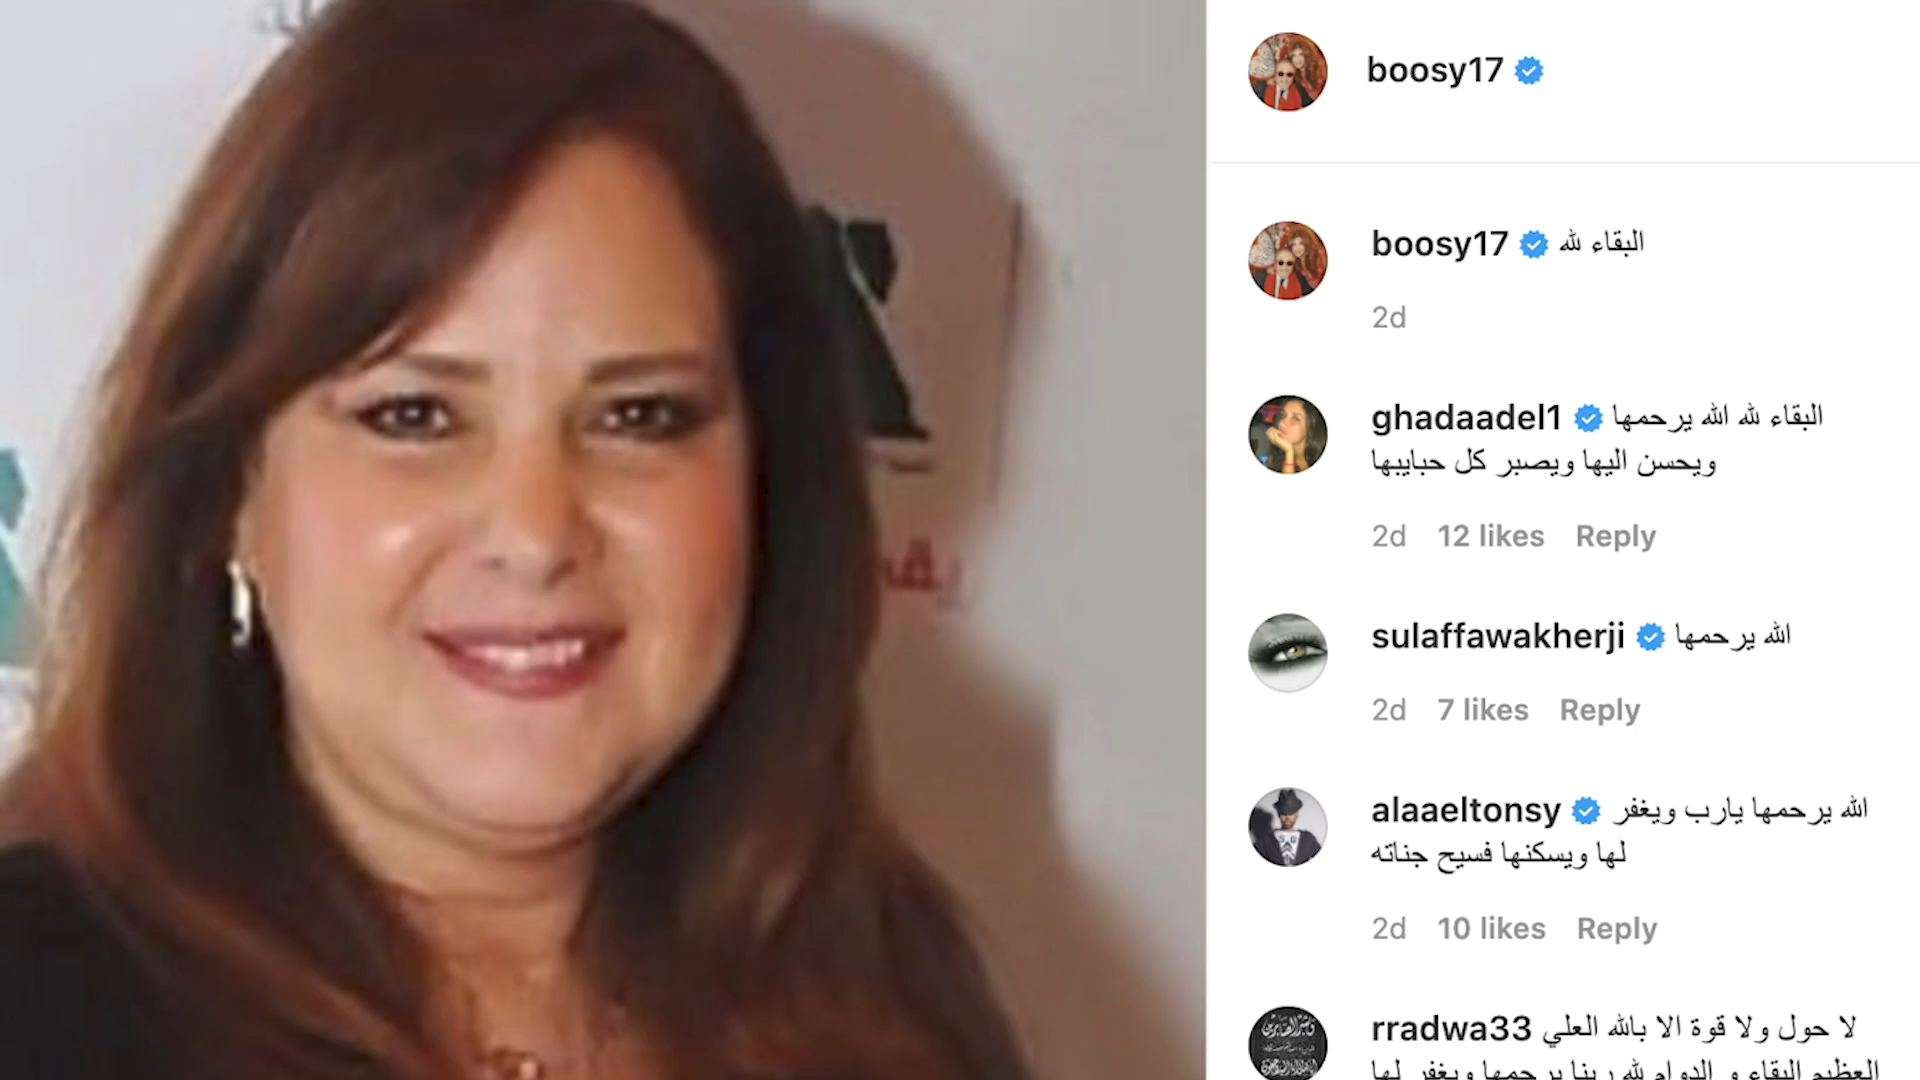 boosy17
boosy17 البقاء لله
2d
ghadaadel1 البقاء لله الله يرحمها
ويحسن اليها ويصبر كل حبايبها
2d 12 likes Reply
sulaffawakherji الله يرحمها
2d 7 likes Reply
alaaeltonsy الله يرحمها يارب ويغفر
لها ويسكنها فسيح جناته
2d 10 likes Reply
rradwa33 لا حول ولا قوة الا بالله العلي
العظيم البقاء و الدوام لله ربنا يرحمها ويغفر لها